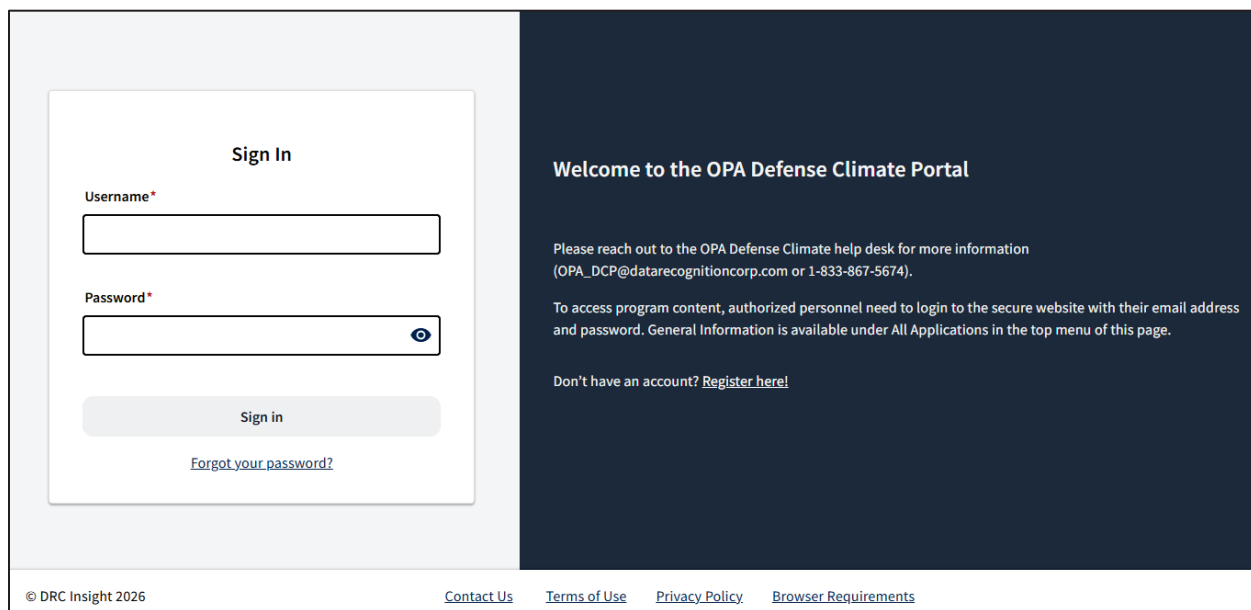 Sign In
Username*
Password*
Sign in
Forgot your password?
Welcome to the OPA Defense Climate Portal
Please reach out to the OPA Defense Climate help desk for more information
(OPA_DCP@datarecognitioncorp.com or 1-833-867-5674).
To access program content, authorized personnel need to login to the secure website with their email address
and password. General Information is available under All Applications in the top menu of this page.
Don't have an account? Register here!
© DRC Insight 2026
Contact Us
Terms of Use
Privacy Policy
Browser Requirements